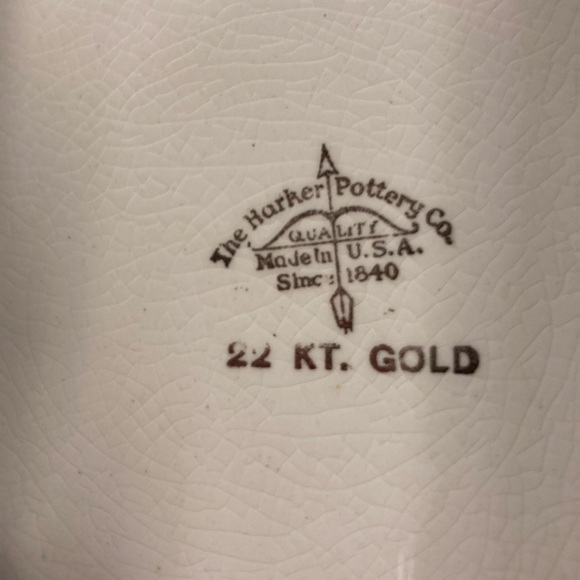 The Harker Pottery Co.
QUALITY
Made in U.S.A.
Since 1840
22 KT. GOLD